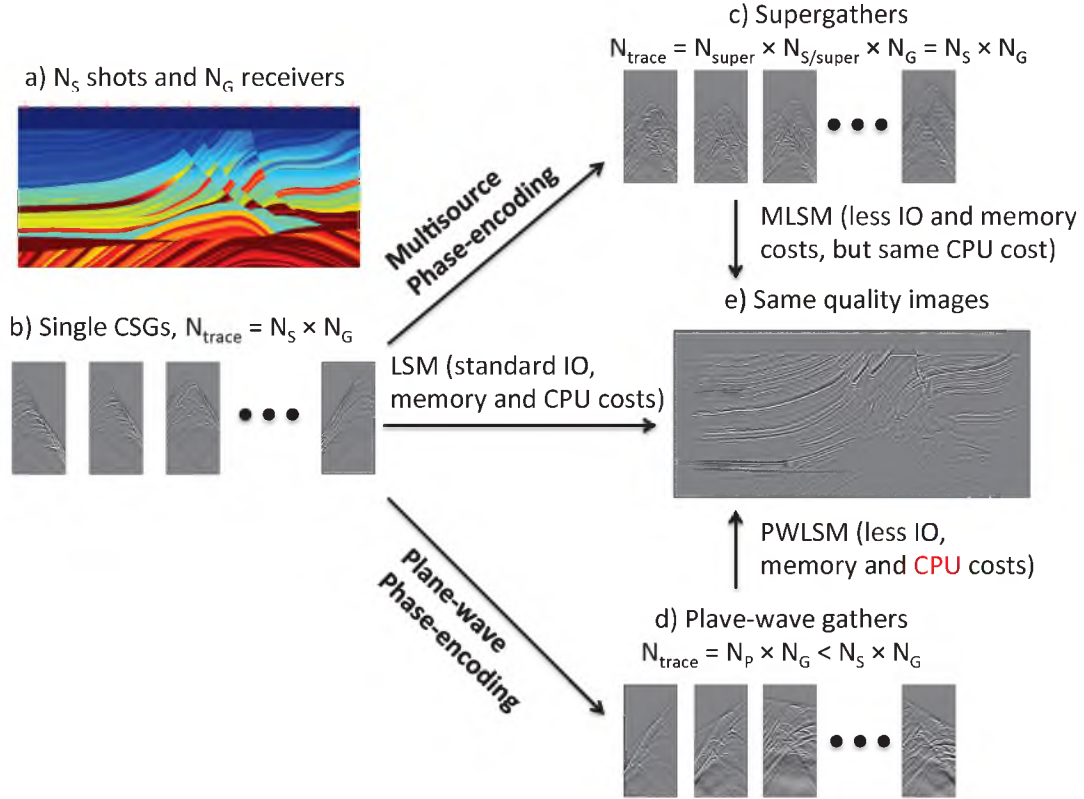 a) N_S shots and N_G receivers
b) Single CSGs, N_trace = N_S × N_G
Multisource
Phase-encoding
LSM (standard IO,
memory and CPU costs)
Plane-wave
Phase-encoding
c) Supergathers
N_trace = N_super × N_S/super × N_G = N_S × N_G
MLSM (less IO and memory
costs, but same CPU cost)
e) Same quality images
PWLSM (less IO,
memory and CPU costs)
d) Plave-wave gathers
N_trace = N_P × N_G < N_S × N_G